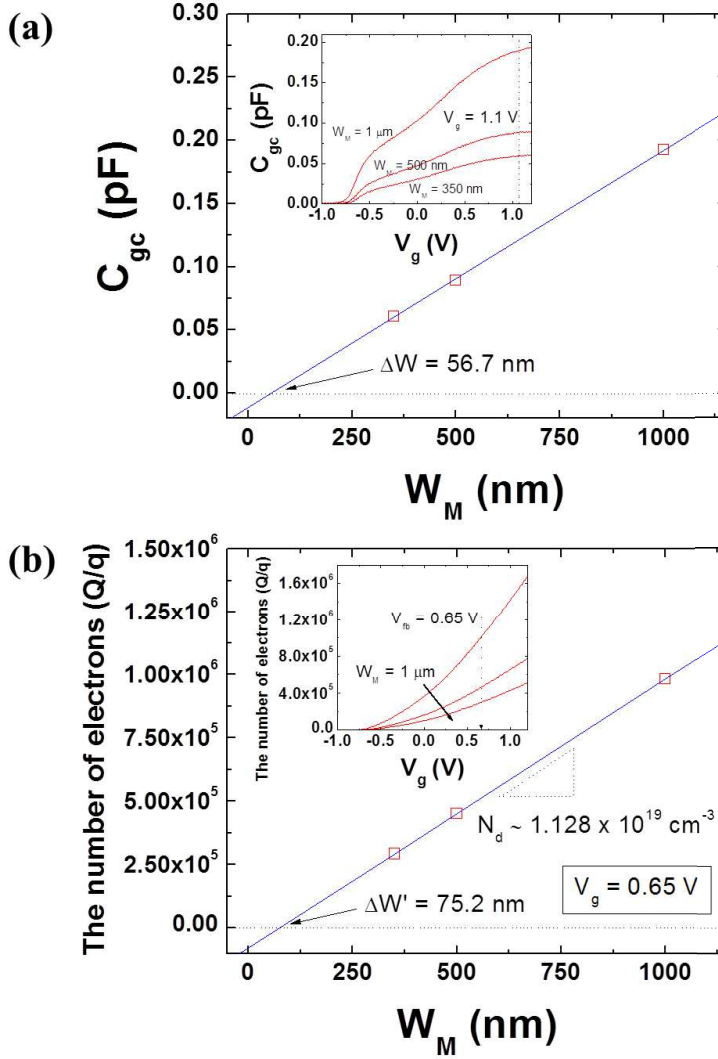 (a)
0.30
0.20
0.10
0.05
0.00
C_gc (pF)
0 250 500 750 1000
W_M (nm)
ΔW = 56.7 nm
0.20
0.15
0.10
0.05
0.00
C_gc (pF)
-1.0 -0.5 0.0 0.5 1.0
V_g (V)
W_M = 1 μm
V_g = 1.1 V
W_M = 500 nm
W_M = 350 nm
(b)
1.50x10^6
1.25x10^6
1.00x10^6
7.50x10^5
5.00x10^5
2.50x10^5
0.00
The number of electrons (Q/q)
0 250 500 750 1000
W_M (nm)
ΔW' = 75.2 nm
N_d ~ 1.128 x 10^19 cm^-3
V_g = 0.65 V
1.6x10^6
1.2x10^6
8.0x10^5
4.0x10^5
0.0
The number of electrons (Q/q)
-1.0 -0.5 0.0 0.5 1.0
V_g (V)
V_fb = 0.65 V
W_M = 1 μm